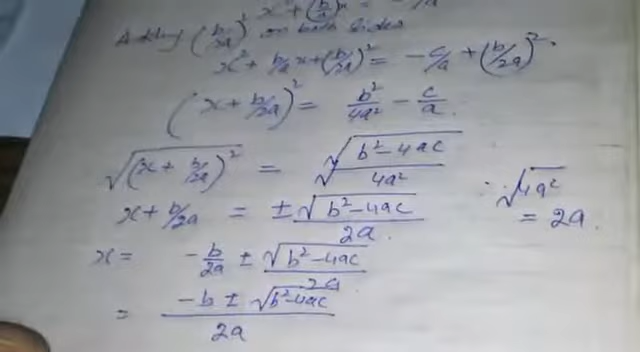 x² + (b/a)x = -c/a
Adding (b/2a)² on both sides
x² + b/a x + (b/2a)² = -c/a + (b/2a)².
(x + b/2a)² = b²/4a² - c/a.
√(x + b/2a)² = √(b² - 4ac)/√4a²
x + b/2a = ± √(b² - 4ac)/2a. ∵ √4a² = 2a.
x = -b/2a ± √(b² - 4ac)/2a
= (-b ± √(b² - 4ac))/2a